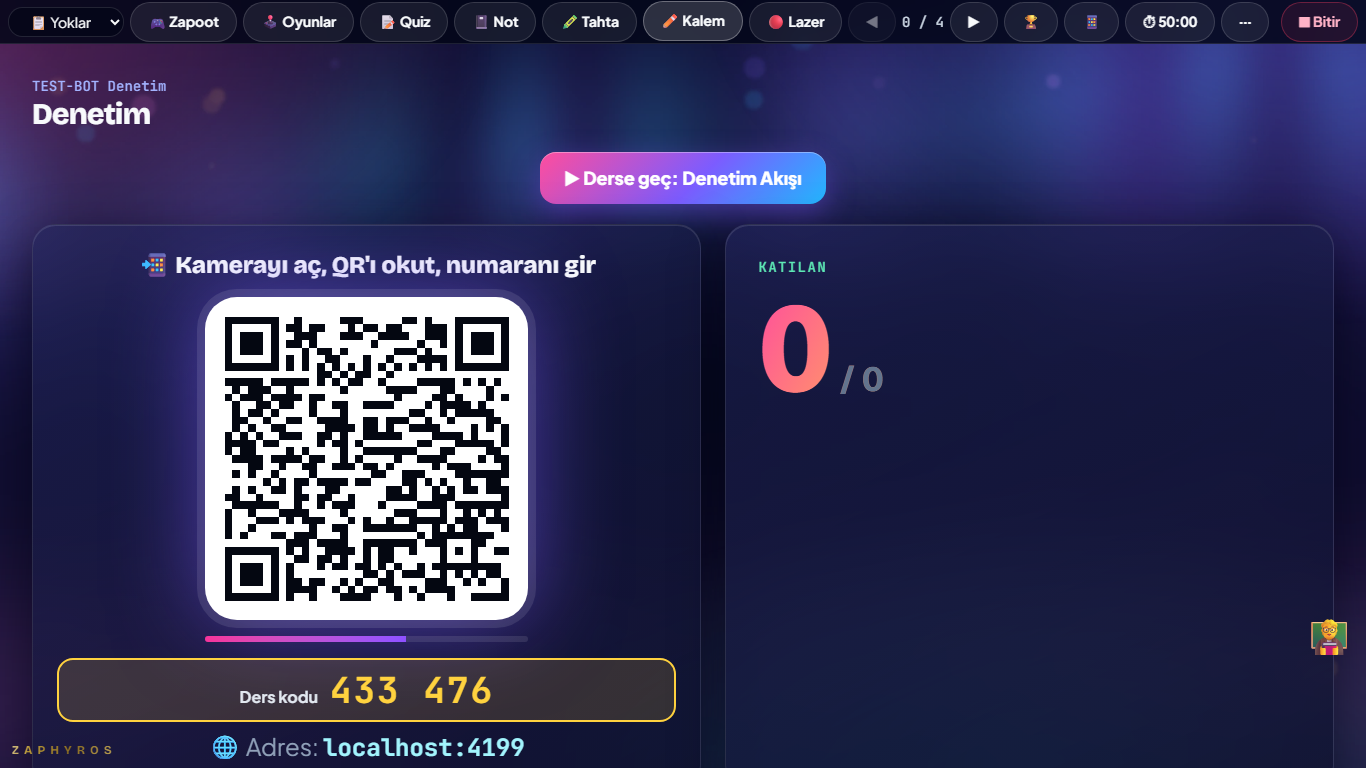 Yoklar
Zapoot
Oyunlar
Quiz
Not
Tahta
Kalem
Lazer
◀
0 / 4
▶
50:00
---
Bitir
TEST-BOT Denetim
Denetim
▶ Derse geç: Denetim Akışı
Kamerayı aç, QR'ı okut, numaranı gir
KATILAN
0 / 0
Ders kodu 433 476
Adres: localhost:4199
ZAPHYROS